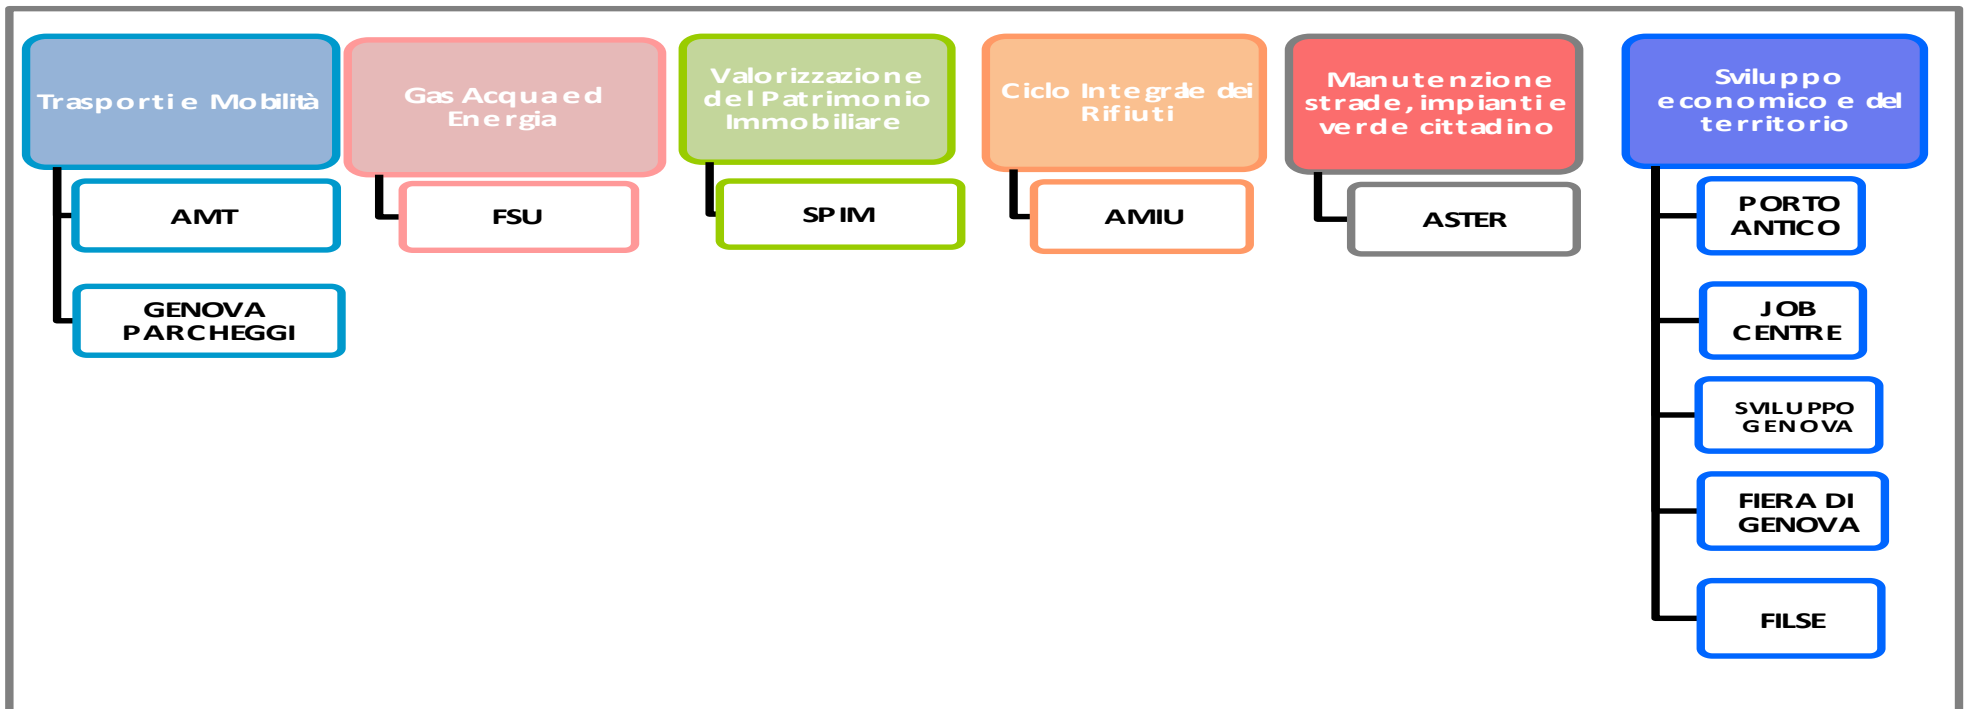 Trasporti e Mobilità
AMT
GENOVA
PARCHEGGI
Gas Acqua ed
Energia
FSU
Valorizzazione
del Patrimonio
Immobiliare
SPIM
Ciclo Integrale dei
Rifiuti
AMIU
Manutenzione
strade, impianti e
verde cittadino
ASTER
Sviluppo
economico e del
territorio
PORTO
ANTICO
JOB
CENTRE
SVILUPPO
GENOVA
FIERA DI
GENOVA
FILSE